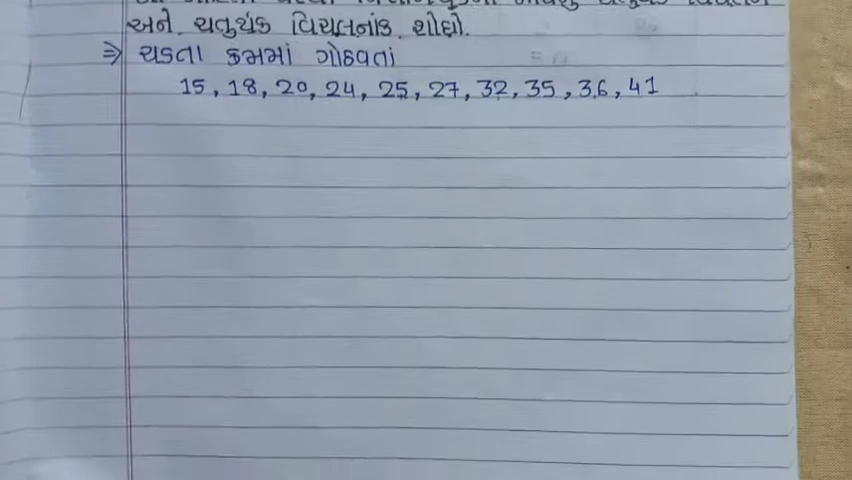 અને ચતુર્થક વિચલનાંક શોધો.
⇒ ચડતા ક્રમમાં ગોઠવતાં
15, 18, 20, 24, 25, 27, 32, 35, 36, 41